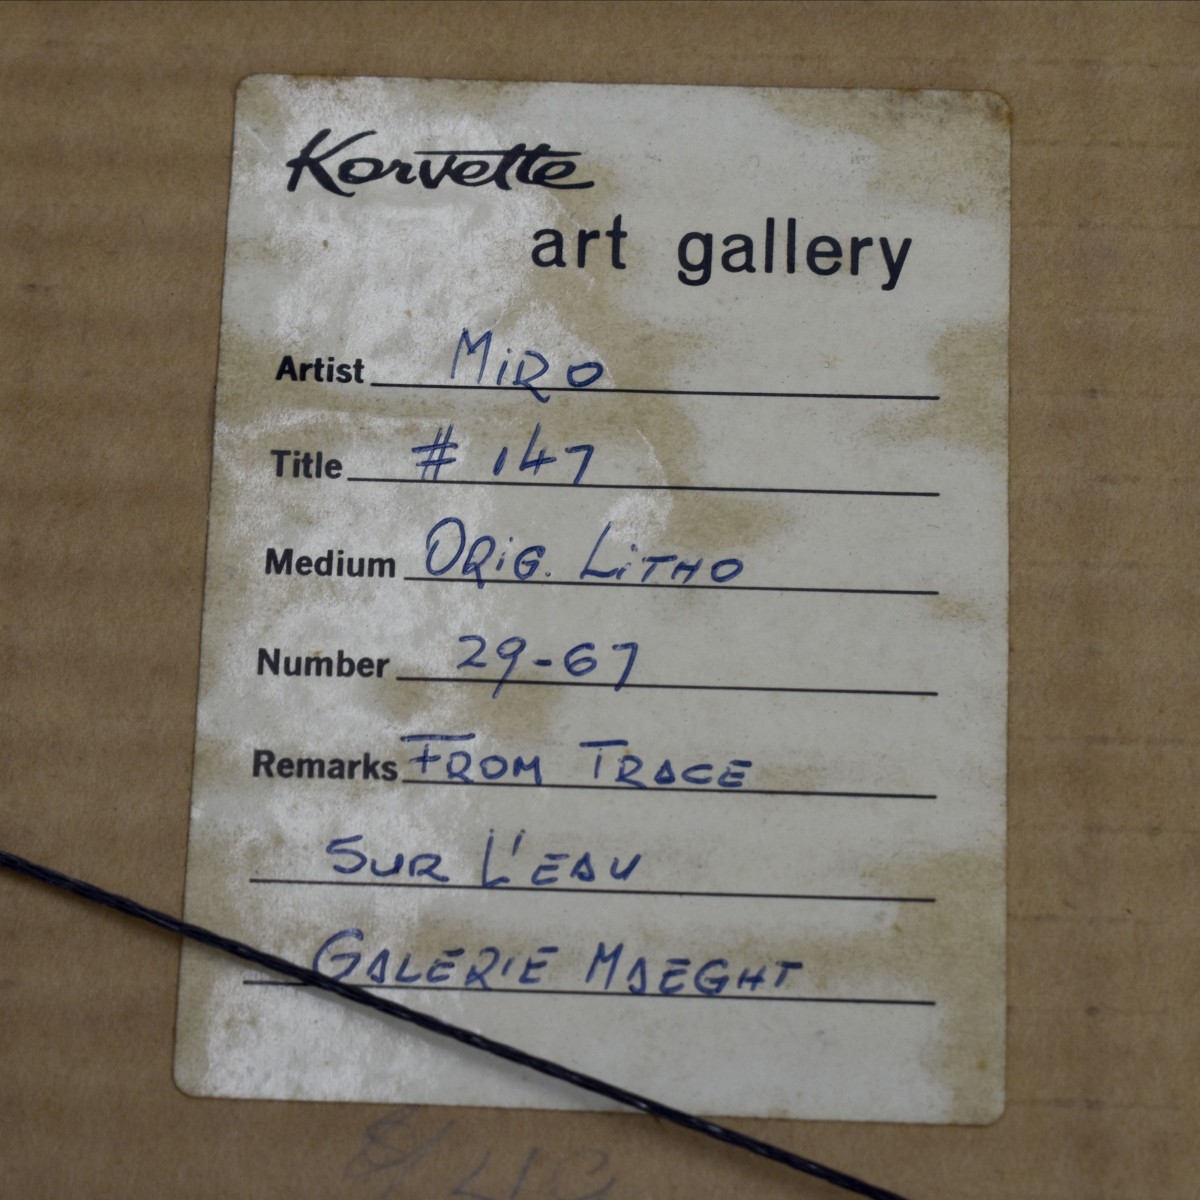 Korvette
art gallery
Artist MiRO
Title # 147
Medium ORiG. LiTHO
Number 29-67
Remarks FROM TRACE
SUR L'EAU
GALERIE MAEGHT